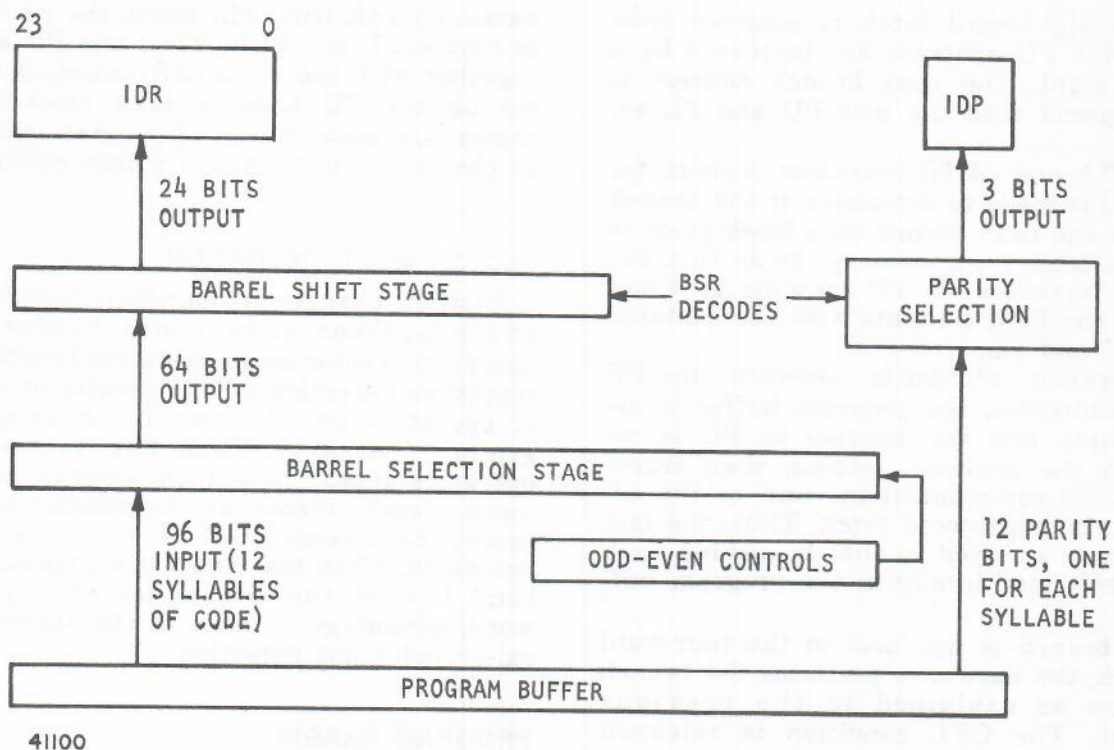 23 0
IDR
IDP
24 BITS
OUTPUT
3 BITS
OUTPUT
BARREL SHIFT STAGE
BSR
DECODES
PARITY
SELECTION
64 BITS
OUTPUT
BARREL SELECTION STAGE
96 BITS
INPUT(12
SYLLABLES
OF CODE)
ODD-EVEN CONTROLS
12 PARITY
BITS, ONE
FOR EACH
SYLLABLE
PROGRAM BUFFER
41100